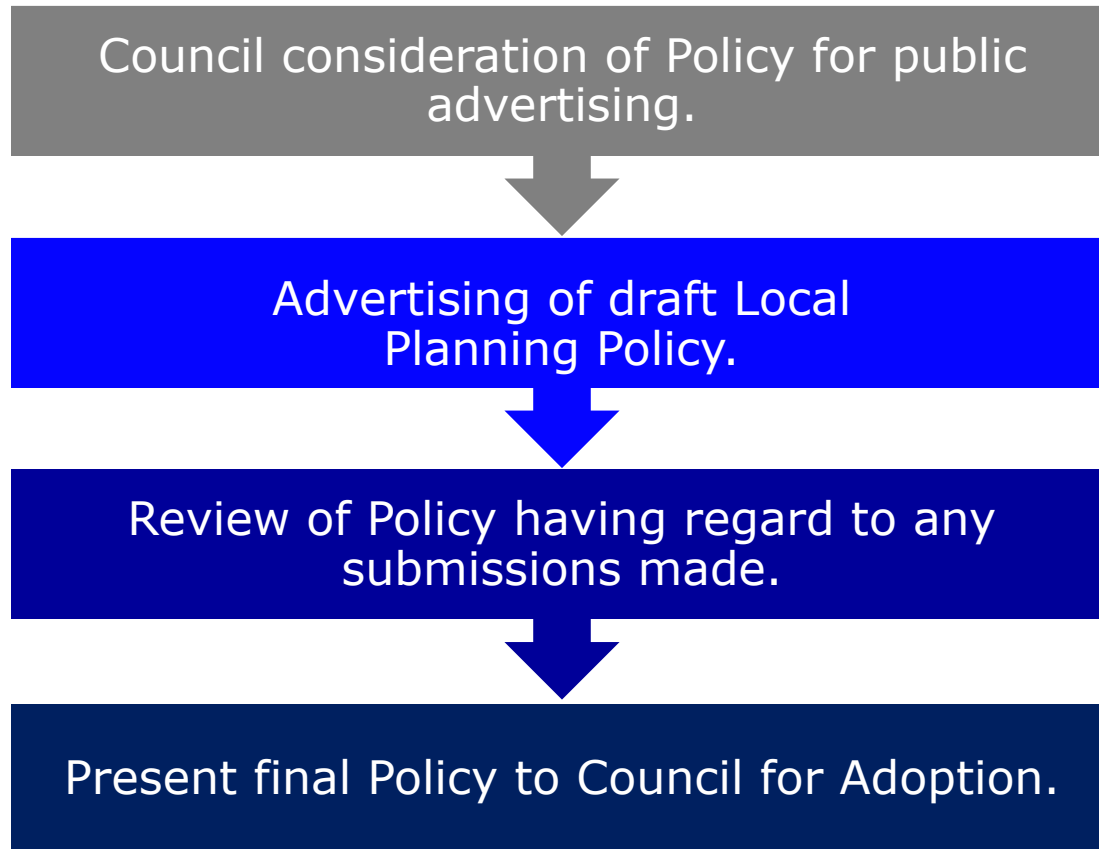 Council consideration of Policy for public
advertising.
Advertising of draft Local
Planning Policy.
Review of Policy having regard to any
submissions made.
Present final Policy to Council for Adoption.